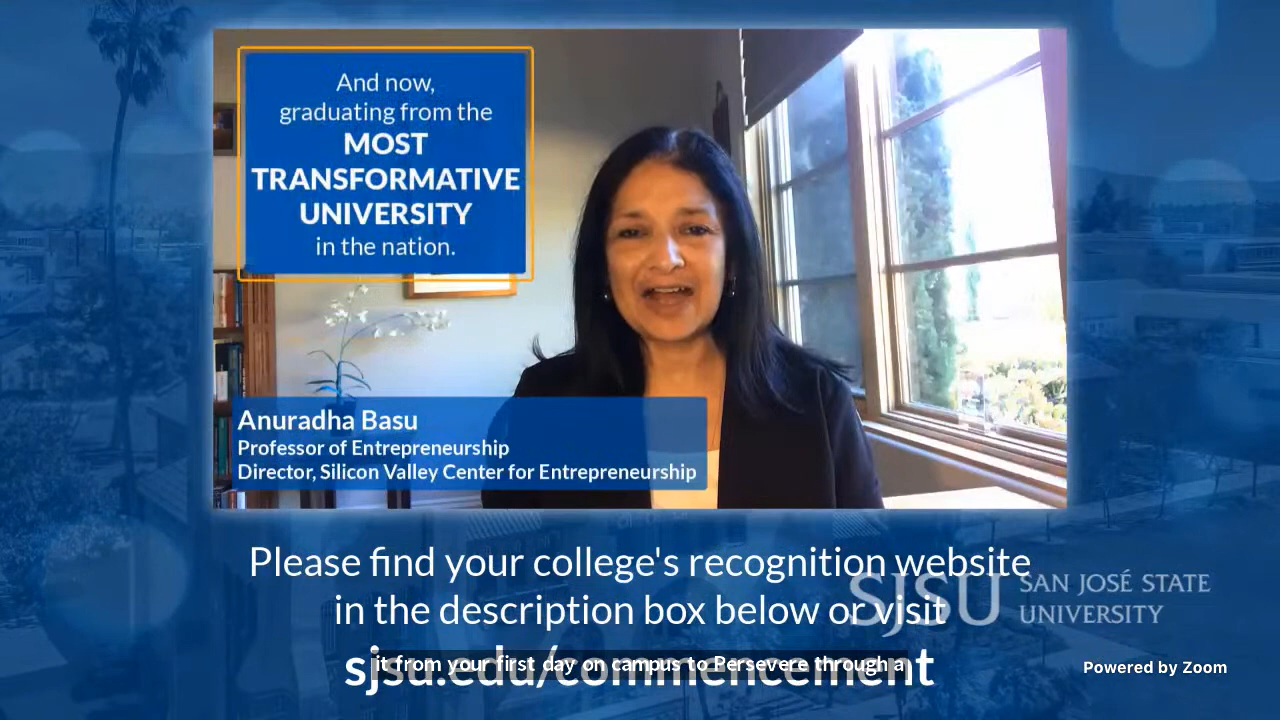 And now,
graduating from the
MOST
TRANSFORMATIVE
UNIVERSITY
in the nation.
Anuradha Basu
Professor of Entrepreneurship
Director, Silicon Valley Center for Entrepreneurship
Please find your college's recognition website
in the description box below or visit
sjsu.edu/commencement
SJSU SAN JOSÉ STATE
UNIVERSITY
it from your first day on campus to Persevere through a
Powered by Zoom